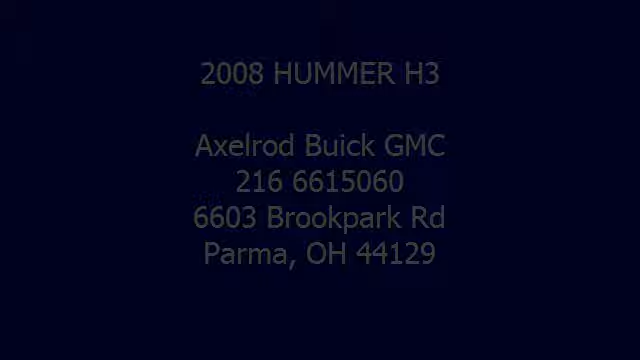 2008 HUMMER H3
Axelrod Buick GMC
216 6615060
6603 Brookpark Rd
Parma, OH 44129